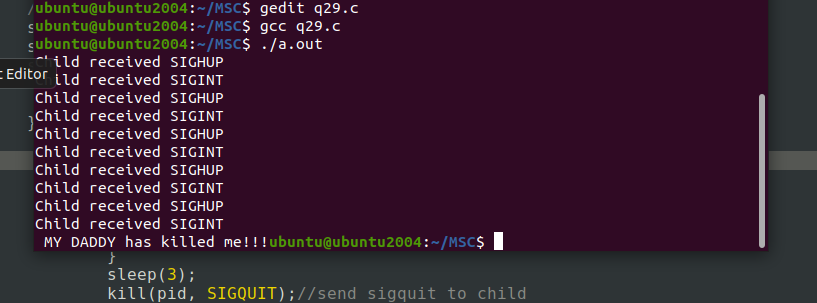 ubuntu@ubuntu2004:~/MSC$ gedit q29.c
ubuntu@ubuntu2004:~/MSC$ gcc q29.c
ubuntu@ubuntu2004:~/MSC$ ./a.out
Child received SIGHUP
t Editor
Child received SIGINT
Child received SIGHUP
Child received SIGINT
}
Child received SIGHUP
Child received SIGINT
Child received SIGHUP
Child received SIGINT
Child received SIGHUP
Child received SIGINT
MY DADDY has killed me!!!ubuntu@ubuntu2004:~/MSC$
}
sleep(3);
kill(pid, SIGQUIT);//send sigquit to child